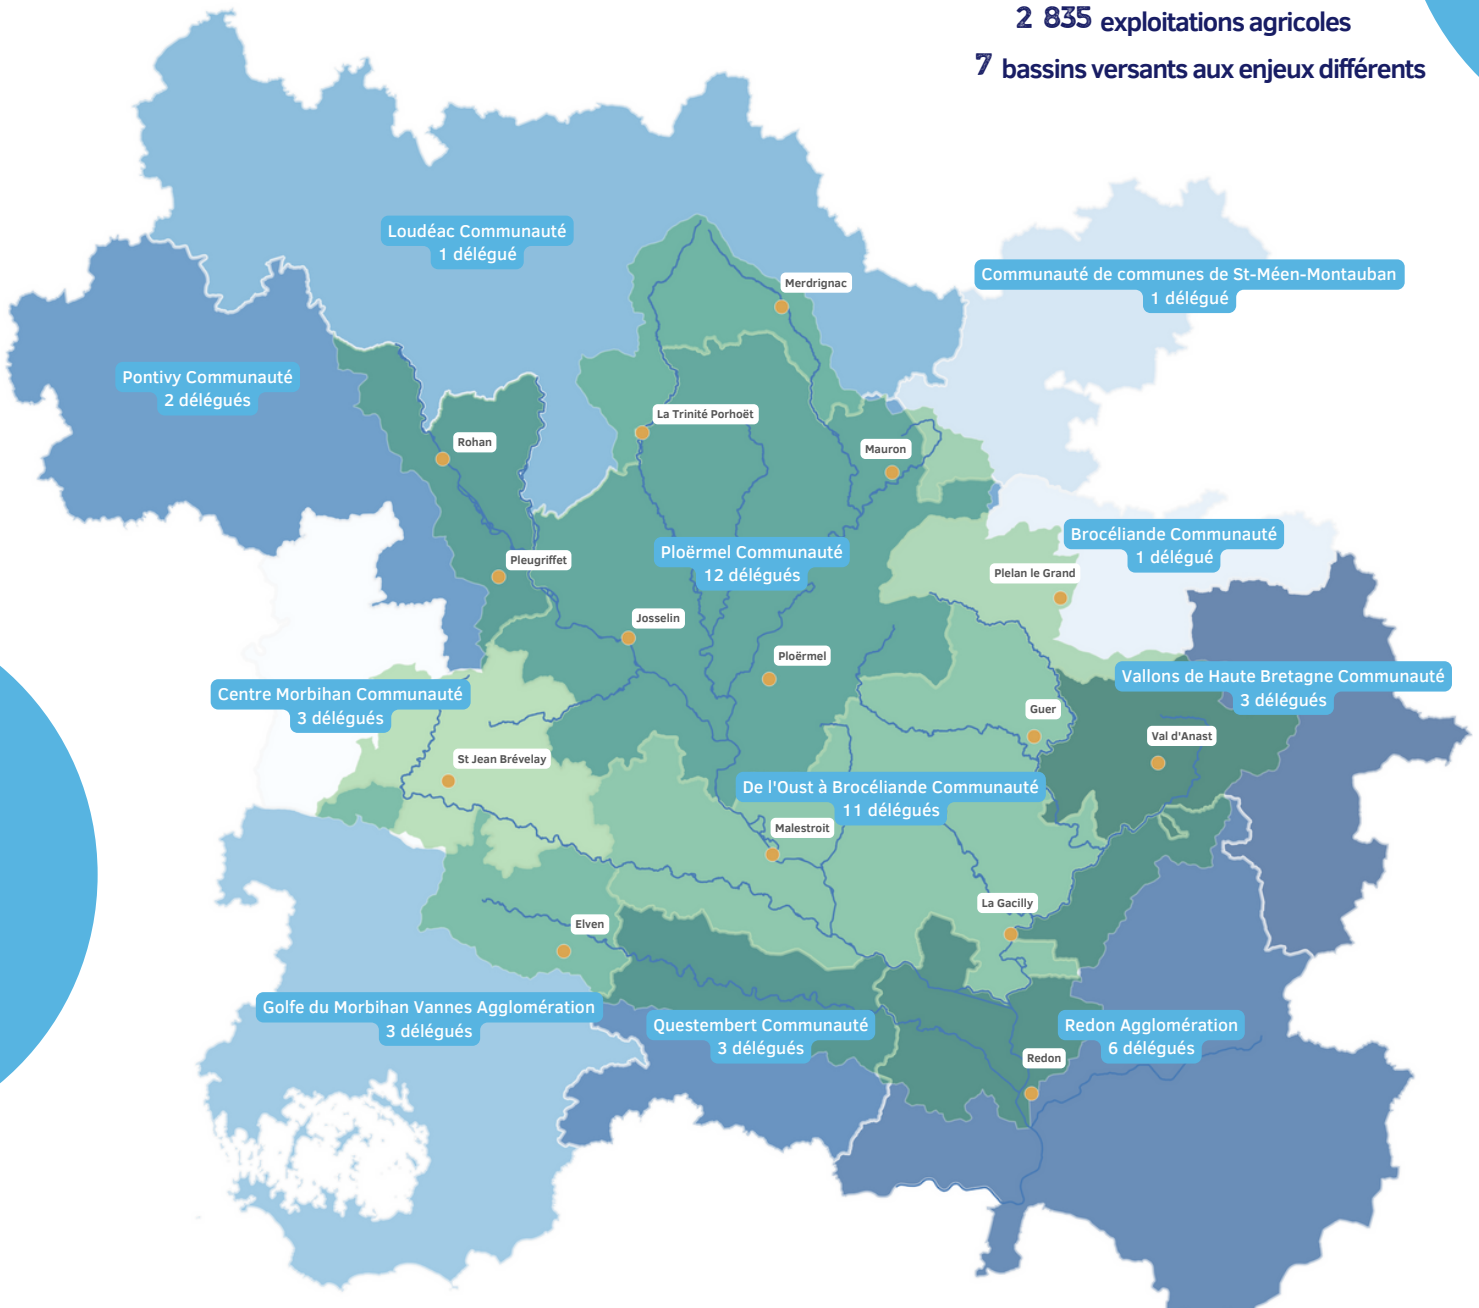 2 835 exploitations agricoles
7 bassins versants aux enjeux différents
Loudéac Communauté
1 délégué
Communauté de communes de St-Méen-Montauban
1 délégué
Merdrignac
Pontivy Communauté
2 délégués
La Trinité Porhoët
Rohan
Mauron
Brocéliande Communauté
1 délégué
Ploërmel Communauté
12 délégués
Pleugriffet
Plelan le Grand
Josselin
Ploërmel
Vallons de Haute Bretagne Communauté
3 délégués
Centre Morbihan Communauté
3 délégués
Guer
Val d'Anast
St Jean Brévelay
De l'Oust à Brocéliande Communauté
11 délégués
Malestroit
La Gacilly
Elven
Golfe du Morbihan Vannes Agglomération
3 délégués
Questembert Communauté
3 délégués
Redon Agglomération
6 délégués
Redon